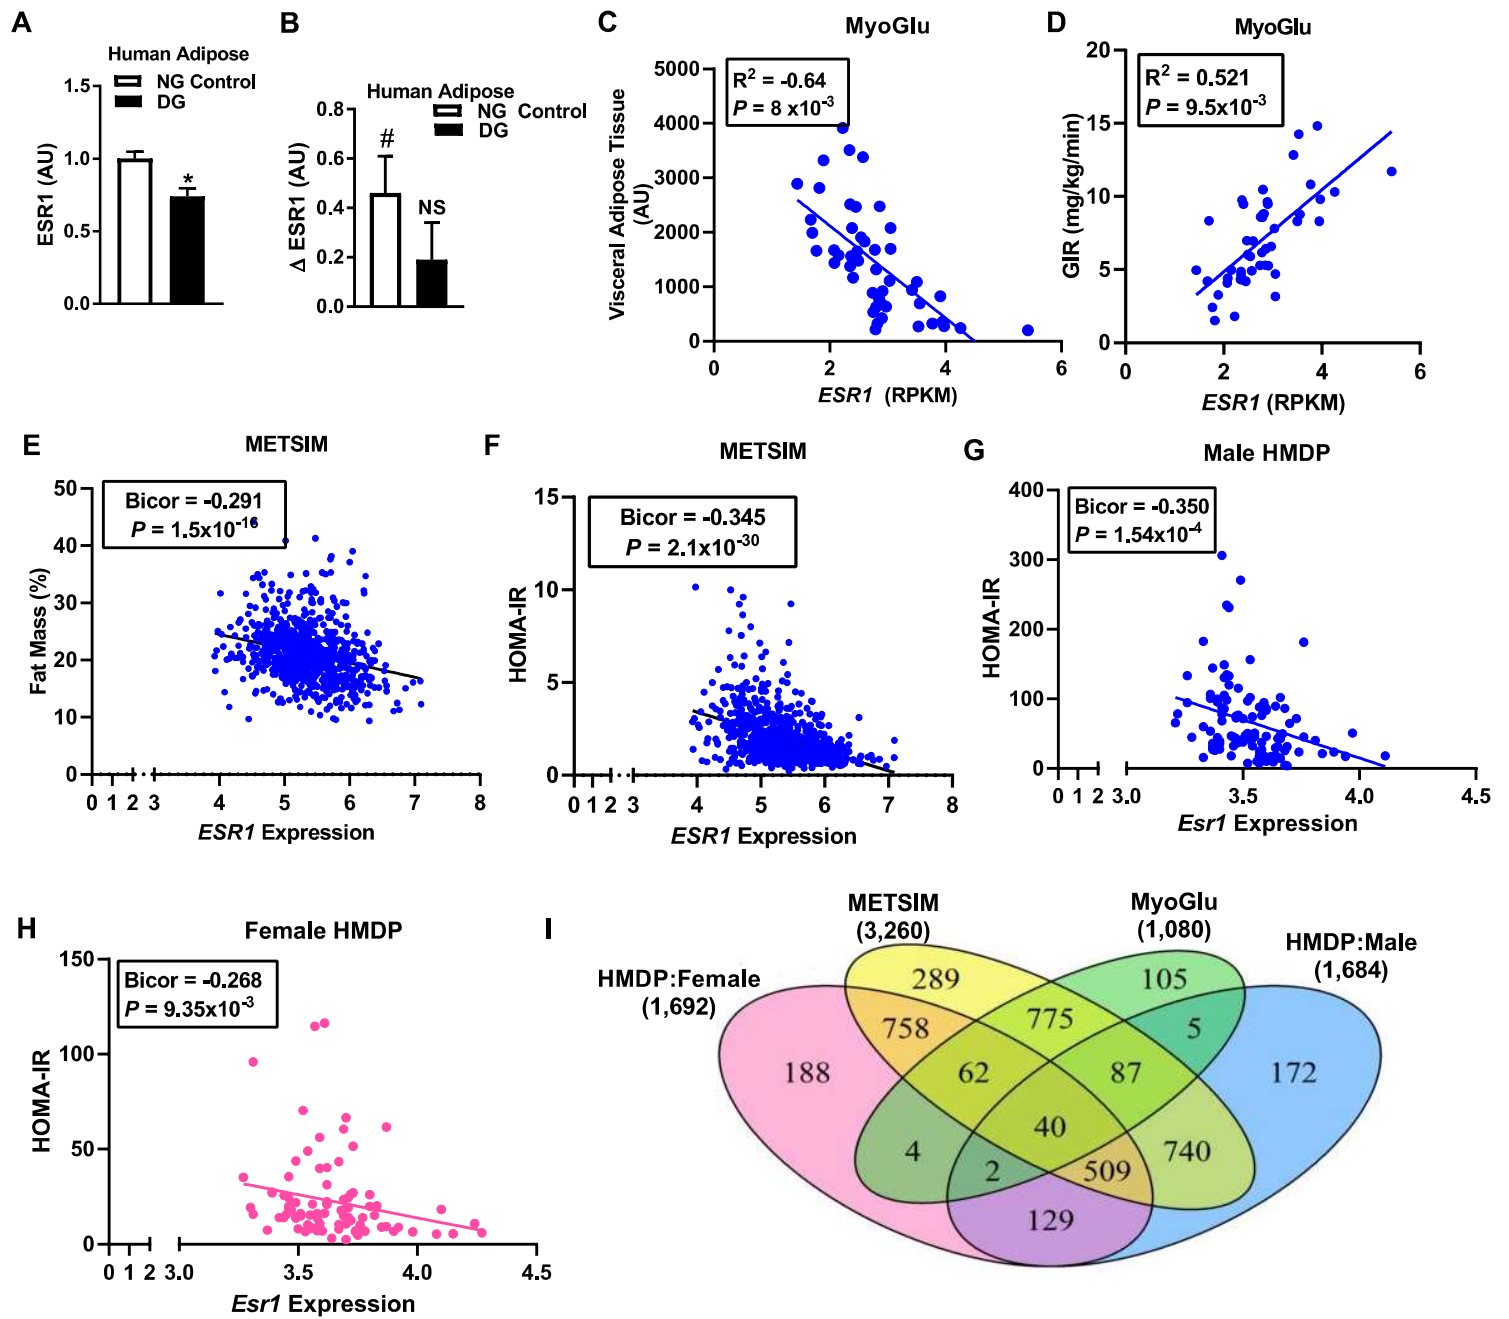 A
Human Adipose
NG Control
DG
ESR1 (AU)
1.5
1.0
0.5
0.0
*
B
Human Adipose
NG Control
DG
Δ ESR1 (AU)
0.8
0.6
0.4
0.2
0.0
#
NS
C
MyoGlu
R² = -0.64
P = 8 x10⁻³
Visceral Adipose Tissue
(AU)
5000
4000
3000
2000
1000
0
0 2 4 6
ESR1 (RPKM)
D
MyoGlu
R² = 0.521
P = 9.5x10⁻³
GIR (mg/kg/min)
20
15
10
5
0
0 2 4 6
ESR1 (RPKM)
E
METSIM
Bicor = -0.291
P = 1.5x10⁻¹⁶
Fat Mass (%)
50
40
30
20
10
0
0 1 2 3 4 5 6 7 8
ESR1 Expression
F
METSIM
Bicor = -0.345
P = 2.1x10⁻³⁰
HOMA-IR
15
10
5
0
0 1 2 3 4 5 6 7 8
ESR1 Expression
G
Male HMDP
Bicor = -0.350
P = 1.54x10⁻⁴
HOMA-IR
400
300
200
100
0
0 1 2 3.0 3.5 4.0 4.5
Esr1 Expression
H
Female HMDP
Bicor = -0.268
P = 9.35x10⁻³
HOMA-IR
150
100
50
0
0 1 2 3.0 3.5 4.0 4.5
Esr1 Expression
I
METSIM
(3,260)
MyoGlu
(1,080)
HMDP:Female
(1,692)
HMDP:Male
(1,684)
289
105
758
775
5
188
62
87
172
40
4
2
509
740
129